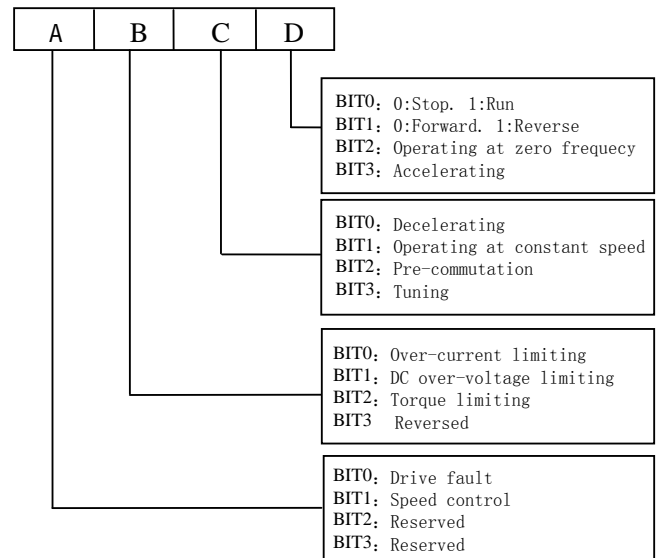 A B C D
BIT0：0:Stop. 1:Run
BIT1：0:Forward. 1:Reverse
BIT2：Operating at zero frequecy
BIT3：Accelerating
BIT0：Decelerating
BIT1：Operating at constant speed
BIT2：Pre-commutation
BIT3：Tuning
BIT0：Over-current limiting
BIT1：DC over-voltage limiting
BIT2：Torque limiting
BIT3 Reversed
BIT0：Drive fault
BIT1：Speed control
BIT2：Reserved
BIT3：Reserved